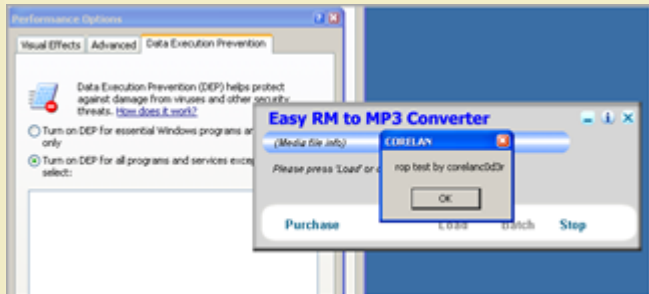 Performance Options
Visual Effects
Advanced
Data Execution Prevention
Data Execution Prevention (DEP) helps protect
against damage from viruses and other security
threats. How does it work?
Turn on DEP for essential Windows programs
only
Turn on DEP for all programs and services
select:
Easy RM to MP3 Converter
(Media file info)
Please press 'Load' or
CORELAN
rop test by corelanc0d3r
OK
Purchase
Load
Batch
Stop